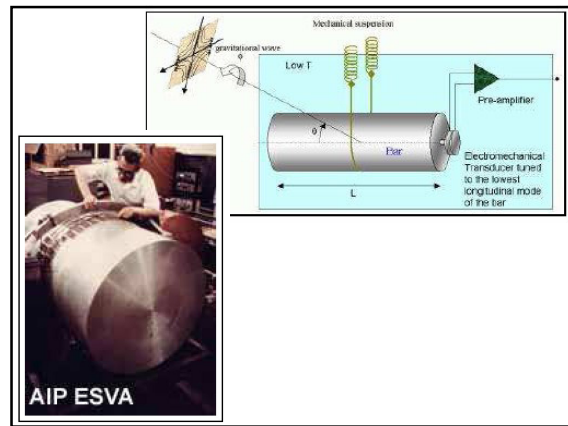 Mechanical suspension
gravitational wave
Φ
Low T
Pre-amplifier
θ
Bar
L
Electromechanical
Transducer tuned
to the lowest
longitudinal mode
of the bar
AIP ESVA